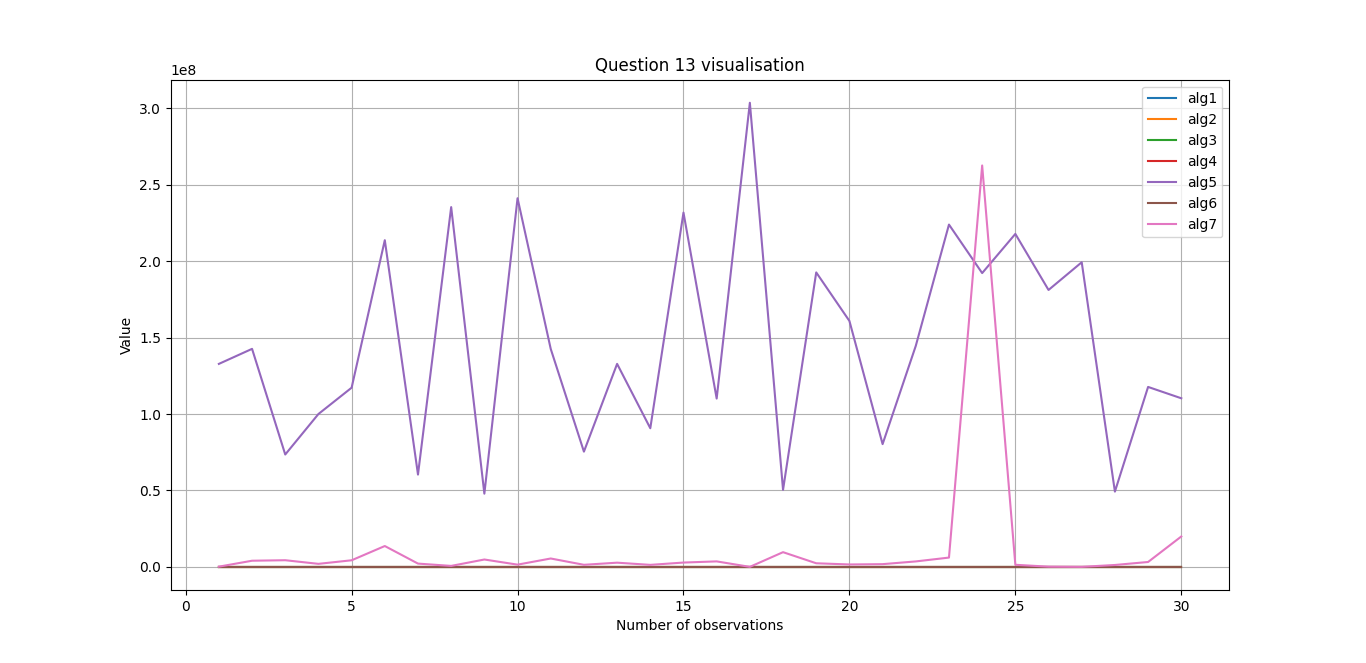 Question 13 visualisation
1e8
3.0
2.5
2.0
1.5
1.0
0.5
0.0
Value
0
5
10
15
20
25
30
Number of observations
alg1
alg2
alg3
alg4
alg5
alg6
alg7